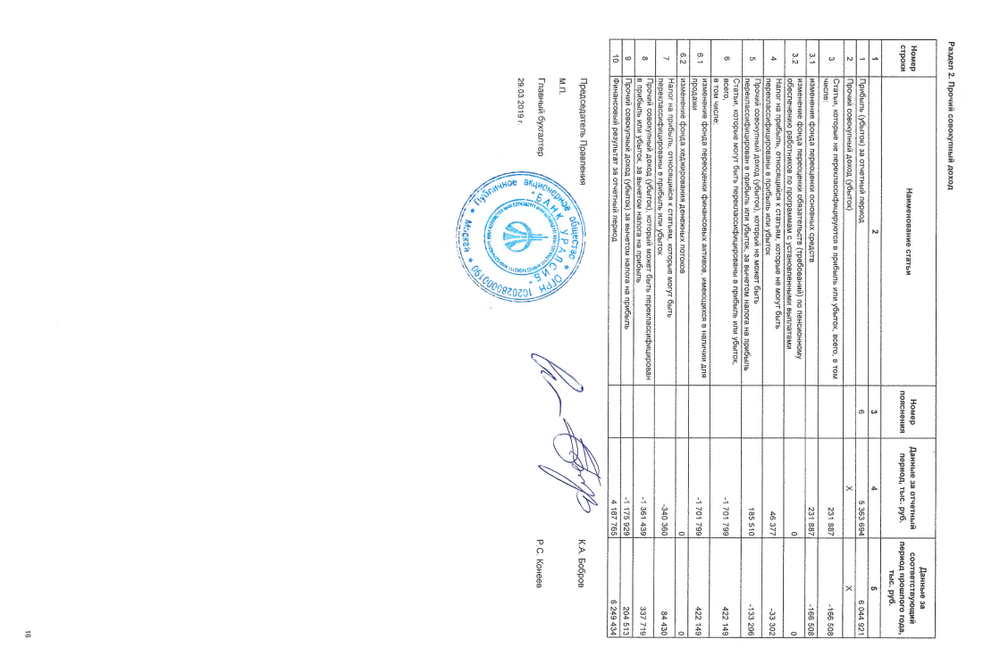 Раздел 2. Прочий совокупный доход
Номер строки | Наименование статьи | Номер пояснения | Данные за отчетный период, тыс. руб. | Данные за соответствующий период прошлого года, тыс. руб.
1 | 2 | 3 | 4 | 5
1 | Прибыль (убыток) за отчетный период | 6 | 5 363 694 | 6 044 921
2 | Прочий совокупный доход (убыток) | | X | X
3 | Статьи, которые не переклассифицируются в прибыль или убыток, всего, в том числе: | | 231 887 | -166 508
3.1 | изменение фонда переоценки основных средств | | 231 887 | -166 508
3.2 | изменение фонда переоценки обязательств (требований) по пенсионному обеспечению работников по программам с установленными выплатами | | 0 | 0
4 | Налог на прибыль, относящийся к статьям, которые не могут быть переклассифицированы в прибыль или убыток | | 46 377 | -33 302
5 | Прочий совокупный доход (убыток), который не может быть переклассифицирован в прибыль или убыток, за вычетом налога на прибыль | | 185 510 | -133 206
6 | Статьи, которые могут быть переклассифицированы в прибыль или убыток, всего, в том числе: | | -1 701 799 | 422 149
6.1 | изменение фонда переоценки финансовых активов, имеющихся в наличии для продажи | | -1 701 799 | 422 149
6.2 | изменение фонда хеджирования денежных потоков | | 0 | 0
7 | Налог на прибыль, относящийся к статьям, которые могут быть переклассифицированы в прибыль или убыток | | -340 360 | 84 430
8 | Прочий совокупный доход (убыток), который может быть переклассифицирован в прибыль или убыток, за вычетом налога на прибыль | | -1 361 439 | 337 719
9 | Прочий совокупный доход (убыток) за вычетом налога на прибыль | | -1 175 929 | 204 513
10 | Финансовый результат за отчетный период | | 4 187 765 | 6 249 434
Председатель Правления К.А. Бобров
М.П.
Главный бухгалтер Р.С. Конеев
29.03.2019 г.
Публичное акционерное общество * ОГРН 1020280000190 * Москва *
"БАНК УРАЛСИБ"
16